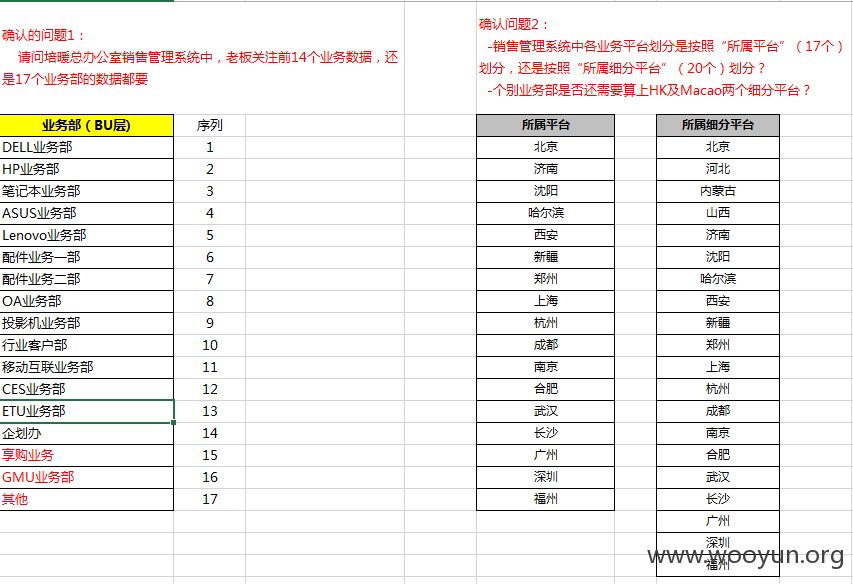 确认的问题1：
请问培暖总办公室销售管理系统中，老板关注前14个业务数据，还
是17个业务部的数据都要
确认问题2：
-销售管理系统中各业务平台划分是按照“所属平台”（17个）
划分，还是按照“所属细分平台”（20个）划分？
-个别业务部是否还需要算上HK及Macao两个细分平台？
业务部（BU层) 序列 所属平台 所属细分平台
DELL业务部 1 北京 北京
HP业务部 2 济南 河北
笔记本业务部 3 沈阳 内蒙古
ASUS业务部 4 哈尔滨 山西
Lenovo业务部 5 西安 济南
配件业务一部 6 新疆 沈阳
配件业务二部 7 郑州 哈尔滨
OA业务部 8 上海 西安
投影机业务部 9 杭州 新疆
行业客户部 10 成都 郑州
移动互联业务部 11 南京 上海
CES业务部 12 合肥 杭州
ETU业务部 13 武汉 成都
企划办 14 长沙 南京
享购业务 15 广州 合肥
GMU业务部 16 深圳 武汉
其他 17 福州 长沙
广州
深圳
www.wooyun.org
福州